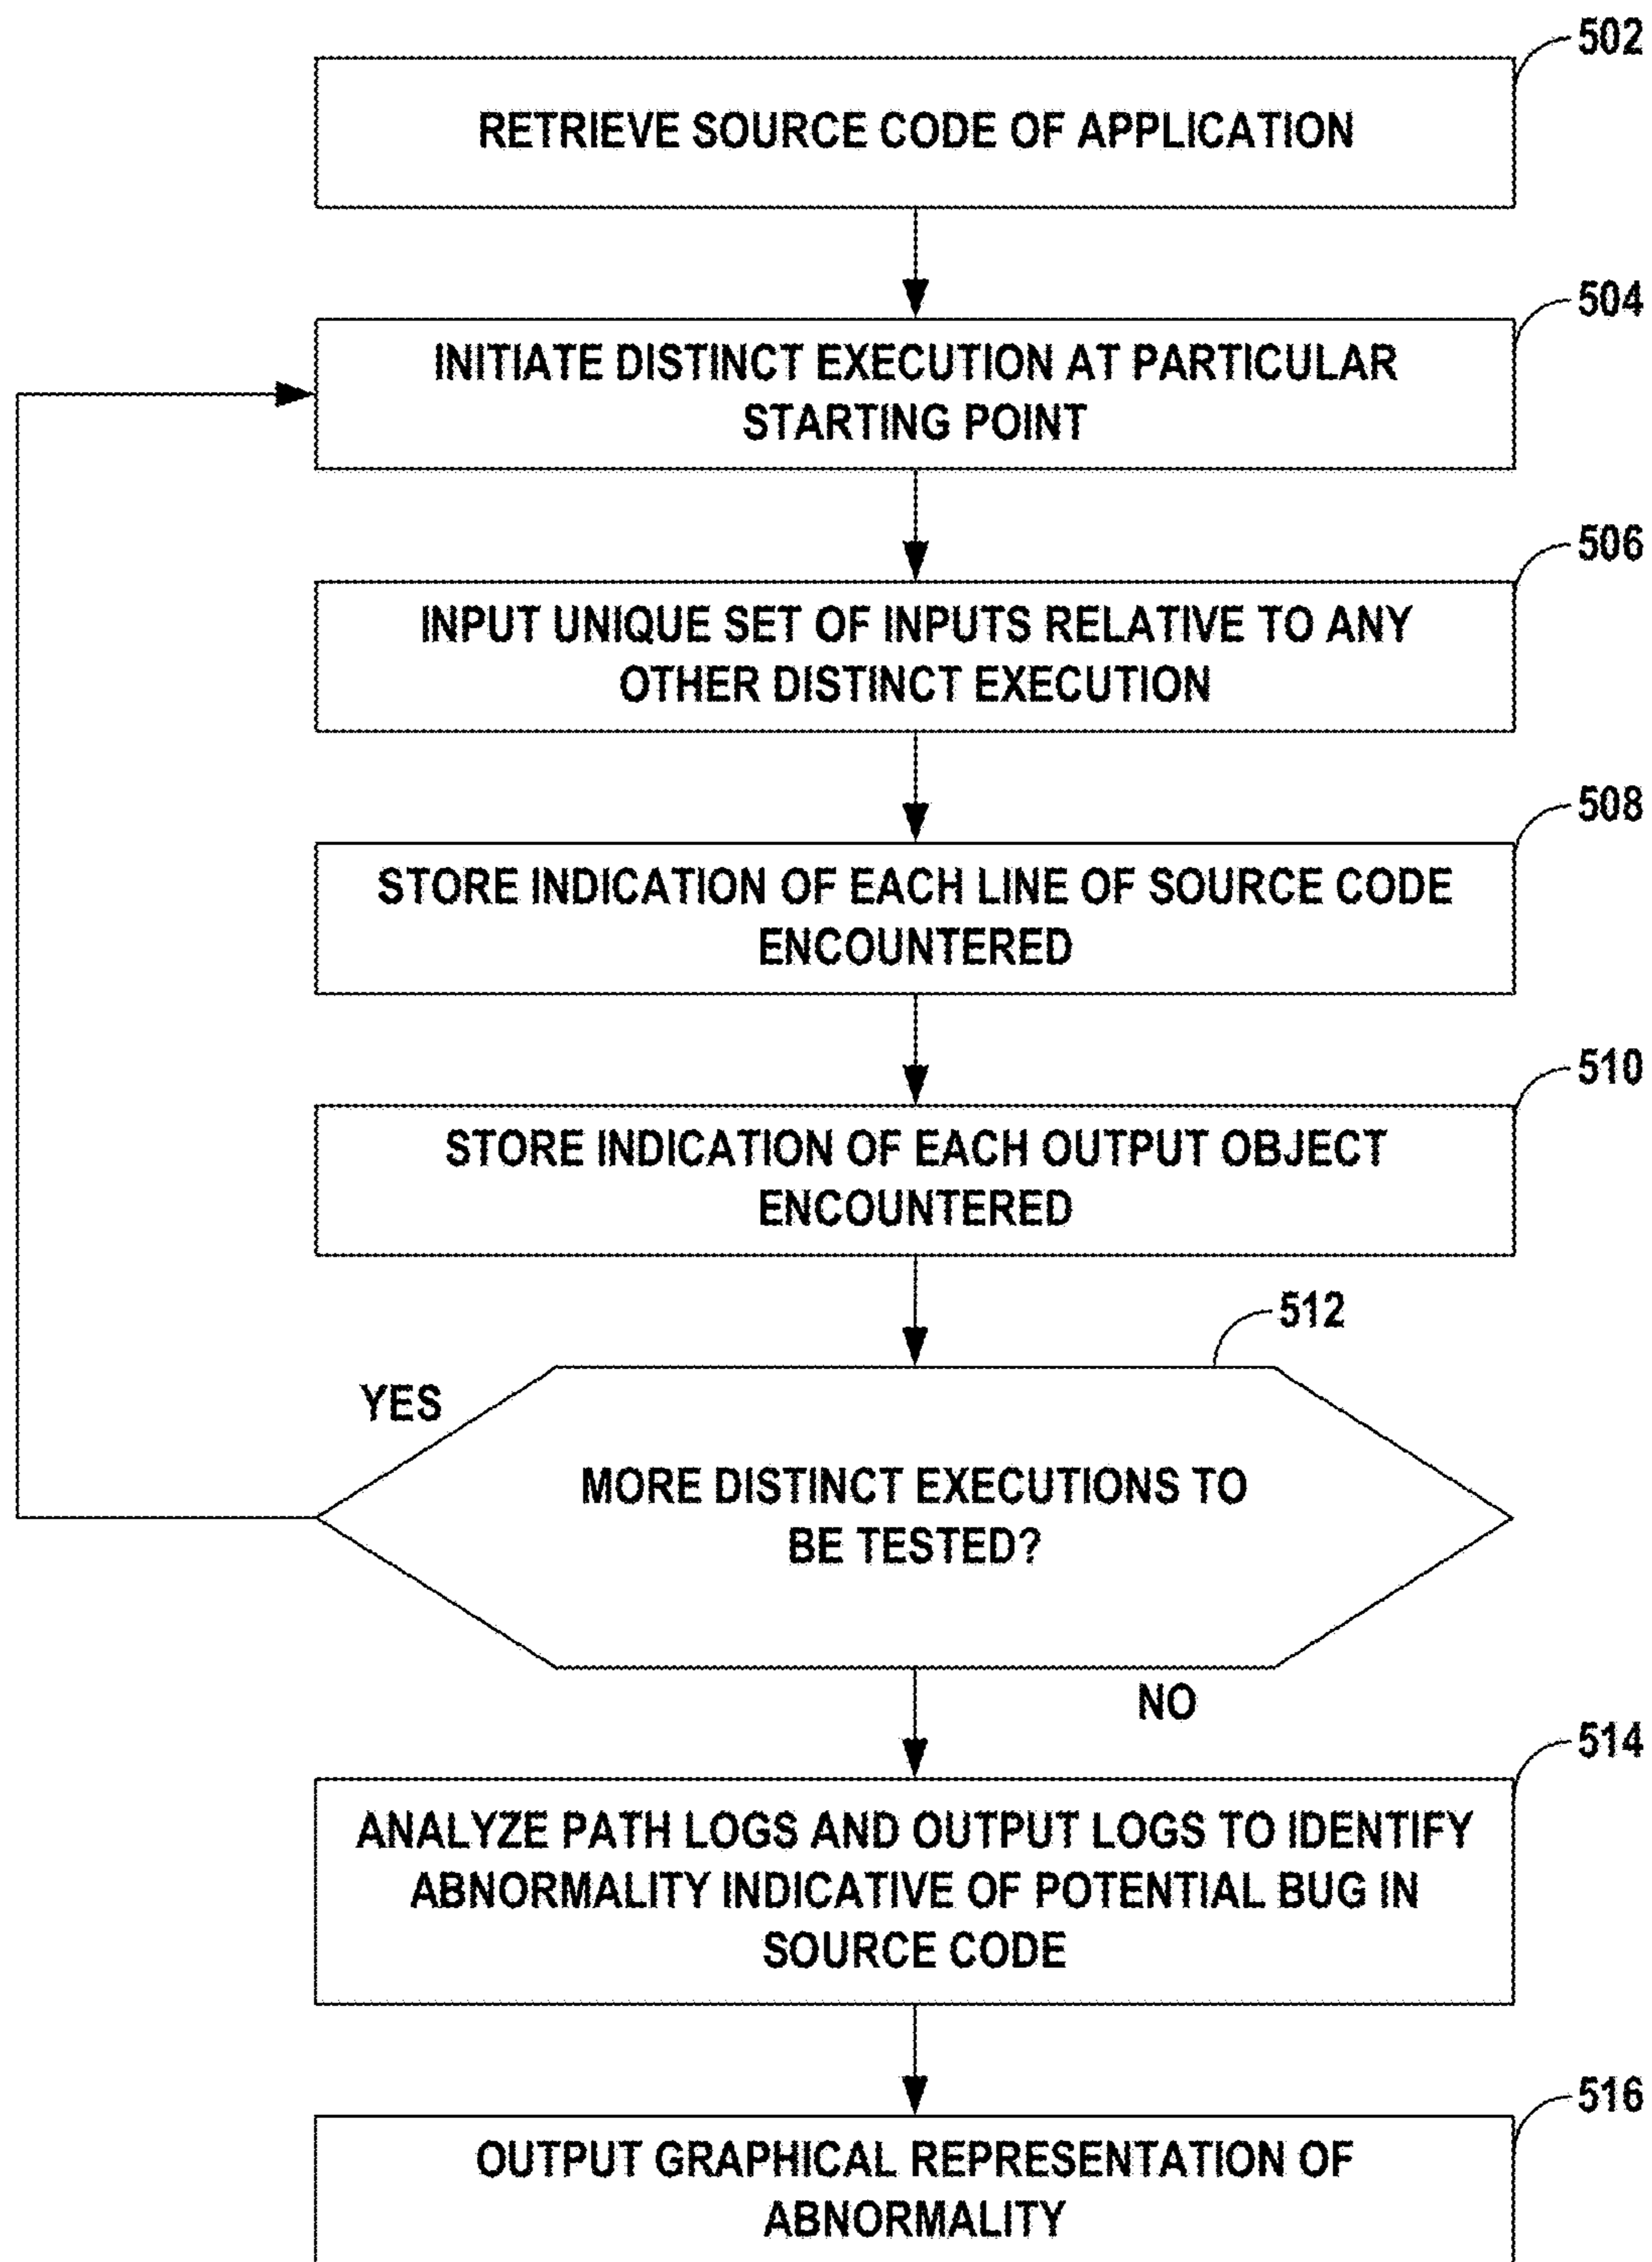 502
RETRIEVE SOURCE CODE OF APPLICATION
504
INITIATE DISTINCT EXECUTION AT PARTICULAR
STARTING POINT
506
INPUT UNIQUE SET OF INPUTS RELATIVE TO ANY
OTHER DISTINCT EXECUTION
508
STORE INDICATION OF EACH LINE OF SOURCE CODE
ENCOUNTERED
510
STORE INDICATION OF EACH OUTPUT OBJECT
ENCOUNTERED
512
YES
MORE DISTINCT EXECUTIONS TO
BE TESTED?
NO
514
ANALYZE PATH LOGS AND OUTPUT LOGS TO IDENTIFY
ABNORMALITY INDICATIVE OF POTENTIAL BUG IN
SOURCE CODE
516
OUTPUT GRAPHICAL REPRESENTATION OF
ABNORMALITY